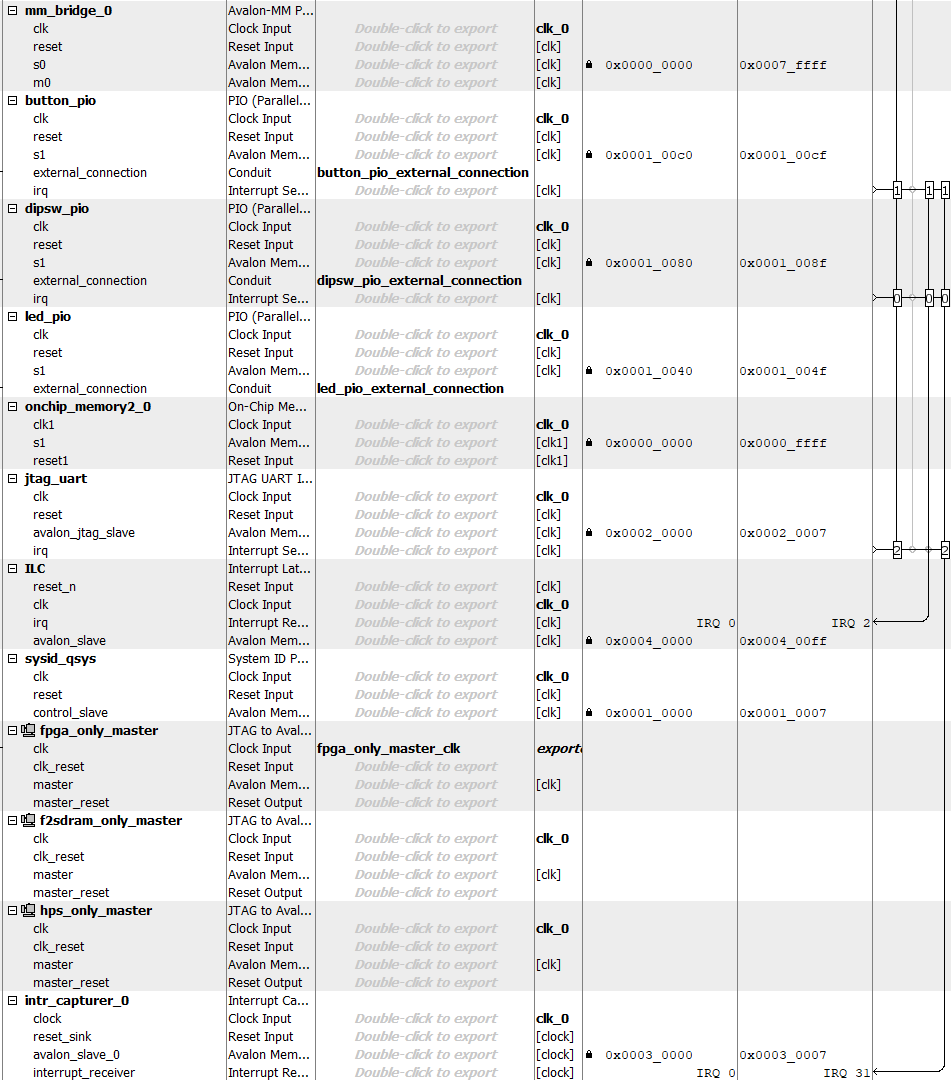 mm_bridge_0 Avalon-MM P...
clk Clock Input Double-click to export clk_0
reset Reset Input Double-click to export [clk]
s0 Avalon Mem... Double-click to export [clk] 0x0000_0000 0x0007_ffff
m0 Avalon Mem... Double-click to export [clk]
button_pio PIO (Parallel...
clk Clock Input Double-click to export clk_0
reset Reset Input Double-click to export [clk]
s1 Avalon Mem... Double-click to export [clk] 0x0001_00c0 0x0001_00cf
external_connection Conduit button_pio_external_connection
irq Interrupt Se... Double-click to export [clk] 1 1 1
dipsw_pio PIO (Parallel...
clk Clock Input Double-click to export clk_0
reset Reset Input Double-click to export [clk]
s1 Avalon Mem... Double-click to export [clk] 0x0001_0080 0x0001_008f
external_connection Conduit dipsw_pio_external_connection
irq Interrupt Se... Double-click to export [clk] 0 0 0
led_pio PIO (Parallel...
clk Clock Input Double-click to export clk_0
reset Reset Input Double-click to export [clk]
s1 Avalon Mem... Double-click to export [clk] 0x0001_0040 0x0001_004f
external_connection Conduit led_pio_external_connection
onchip_memory2_0 On-Chip Me...
clk1 Clock Input Double-click to export clk_0
s1 Avalon Mem... Double-click to export [clk1] 0x0000_0000 0x0000_ffff
reset1 Reset Input Double-click to export [clk1]
jtag_uart JTAG UART I...
clk Clock Input Double-click to export clk_0
reset Reset Input Double-click to export [clk]
avalon_jtag_slave Avalon Mem... Double-click to export [clk] 0x0002_0000 0x0002_0007
irq Interrupt Se... Double-click to export [clk] 2 2
ILC Interrupt Lat...
reset_n Reset Input Double-click to export [clk]
clk Clock Input Double-click to export clk_0
irq Interrupt Re... Double-click to export [clk] IRQ 0 IRQ 2
avalon_slave Avalon Mem... Double-click to export [clk] 0x0004_0000 0x0004_00ff
sysid_qsys System ID P...
clk Clock Input Double-click to export clk_0
reset Reset Input Double-click to export [clk]
control_slave Avalon Mem... Double-click to export [clk] 0x0001_0000 0x0001_0007
fpga_only_master JTAG to Aval...
clk Clock Input fpga_only_master_clk exporte
clk_reset Reset Input Double-click to export
master Avalon Mem... Double-click to export [clk]
master_reset Reset Output Double-click to export
f2sdram_only_master JTAG to Aval...
clk Clock Input Double-click to export clk_0
clk_reset Reset Input Double-click to export
master Avalon Mem... Double-click to export [clk]
master_reset Reset Output Double-click to export
hps_only_master JTAG to Aval...
clk Clock Input Double-click to export clk_0
clk_reset Reset Input Double-click to export
master Avalon Mem... Double-click to export [clk]
master_reset Reset Output Double-click to export
intr_capturer_0 Interrupt Ca...
clock Clock Input Double-click to export clk_0
reset_sink Reset Input Double-click to export [clock]
avalon_slave_0 Avalon Mem... Double-click to export [clock] 0x0003_0000 0x0003_0007
interrupt_receiver Interrupt Re... Double-click to export [clock] IRQ 0 IRQ 31